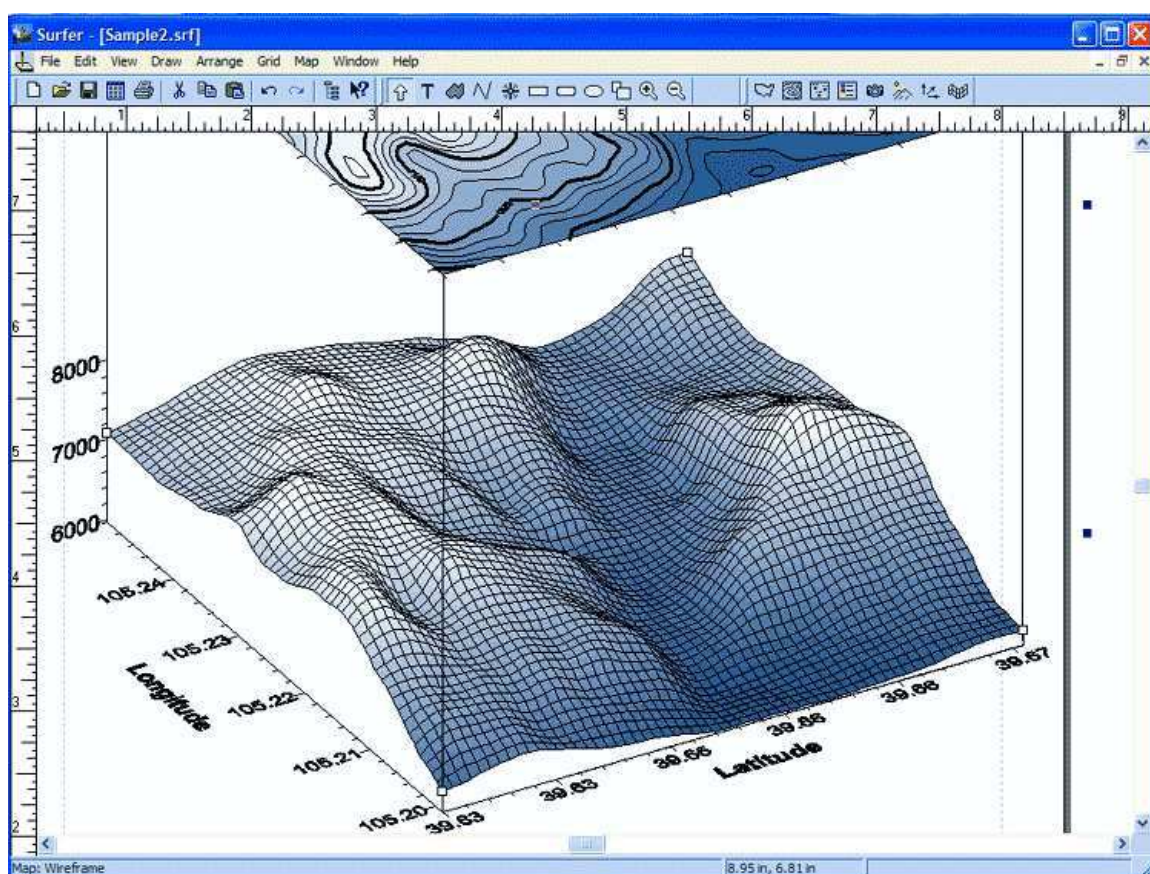 Surfer - [Sample2.srf]
File Edit View Draw Arrange Grid Map Window Help
1 2 3 4 5 6 7 8 9
7
6
5
4
3
2
8000
7000
6000
105.24
105.23
105.22
105.21
105.20
Longitude
39.63
39.63
39.65
39.66
39.66
39.67
Latitude
Map: Wireframe
8.95 in, 6.81 in